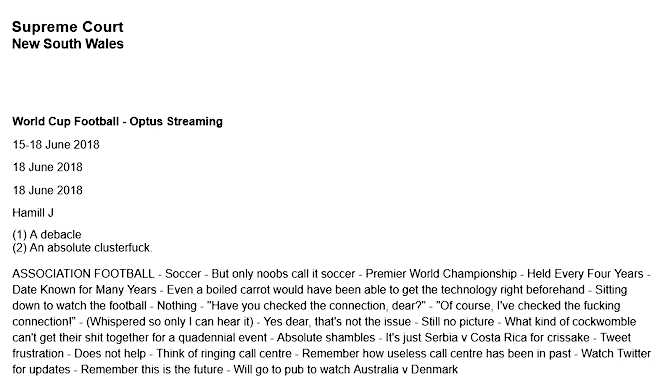 Supreme Court
New South Wales
World Cup Football - Optus Streaming
15-18 June 2018
18 June 2018
18 June 2018
Hamill J
(1) A debacle
(2) An absolute clusterfuck.
ASSOCIATION FOOTBALL - Soccer - But only noobs call it soccer - Premier World Championship - Held Every Four Years -
Date Known for Many Years - Even a boiled carrot would have been able to get the technology right beforehand - Sitting
down to watch the football - Nothing - "Have you checked the connection, dear?" - "Of course, I've checked the fucking
connection!" - (Whispered so only I can hear it) - Yes dear, that's not the issue - Still no picture - What kind of cockwomble
can't get their shit together for a quadennial event - Absolute shambles - It's just Serbia v Costa Rica for crissake - Tweet
frustration - Does not help - Think of ringing call centre - Remember how useless call centre has been in past - Watch Twitter
for updates - Remember this is the future - Will go to pub to watch Australia v Denmark